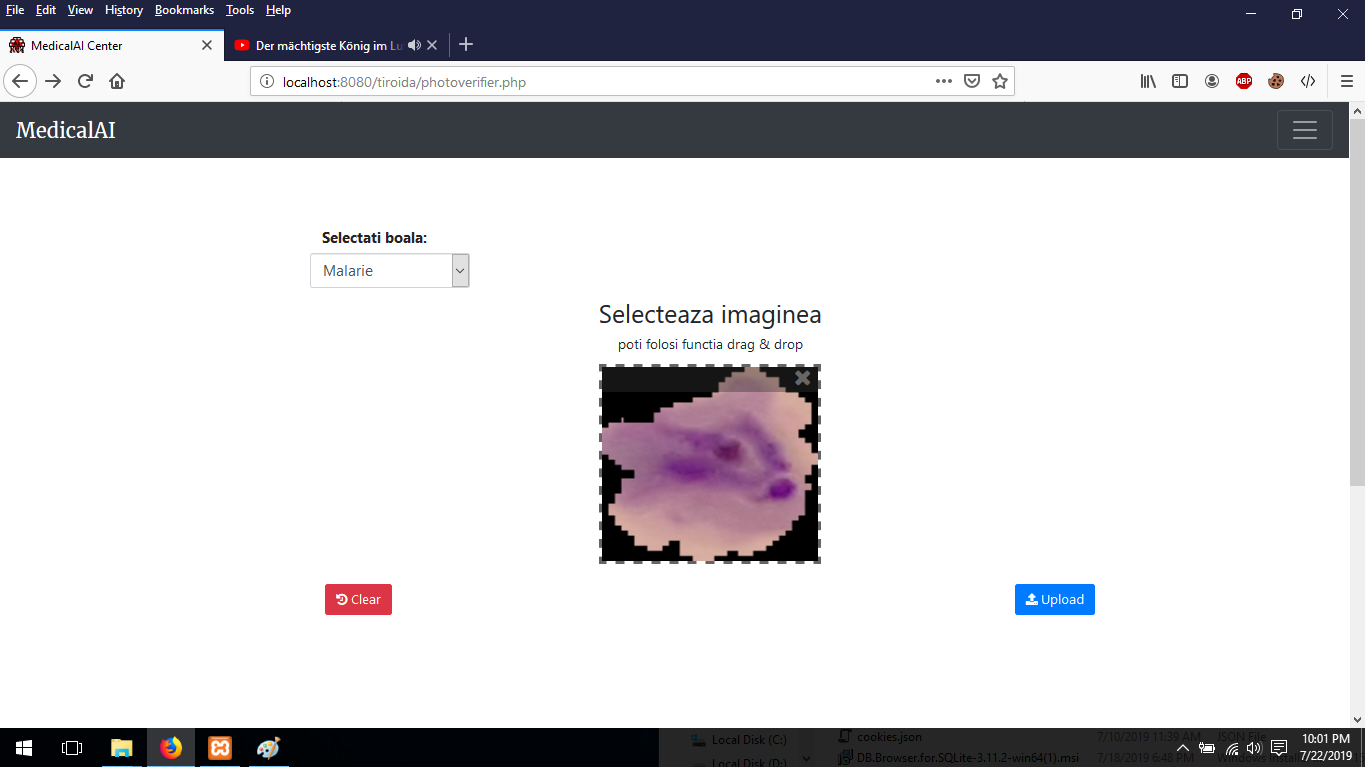 File Edit View History Bookmarks Tools Help
MedicalAI Center
Der mächtigste König im Lu
localhost:8080/tiroida/photoverifier.php
ABP
MedicalAI
Selectati boala:
Malarie
Selecteaza imaginea
poti folosi functia drag & drop
Clear
Upload
Local Disk (C:)
cookies.json
7/10/2019 11:39 AM
JSON File
Local Disk (D:)
DB.Browser.for.SQLite-3.11.2-win64(1).msi
7/18/2019 6:48 PM
Windows Install
10:01 PM
7/22/2019